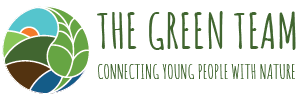 THE GREEN TEAM
CONNECTING YOUNG PEOPLE WITH NATURE